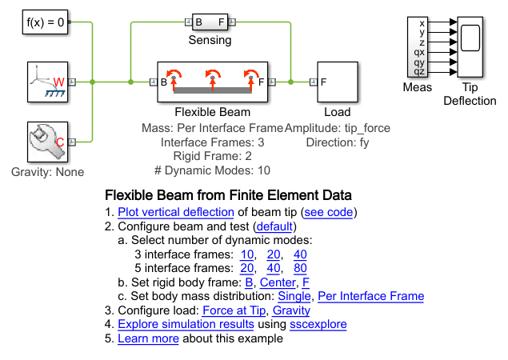 f(x) = 0
B F
Sensing
W
B F
F
x
y
z
qx
qy
qz
Meas
Tip
Deflection
C
Flexible Beam
Load
Mass: Per Interface Frame
Amplitude: tip_force
Interface Frames: 3
Direction: fy
Rigid Frame: 2
# Dynamic Modes: 10
Gravity: None
Flexible Beam from Finite Element Data
1. Plot vertical deflection of beam tip (see code)
2. Configure beam and test (default)
a. Select number of dynamic modes:
3 interface frames: 10, 20, 40
5 interface frames: 20, 40, 80
b. Set rigid body frame: B, Center, F
c. Set body mass distribution: Single, Per Interface Frame
3. Configure load: Force at Tip, Gravity
4. Explore simulation results using sscexplore
5. Learn more about this example